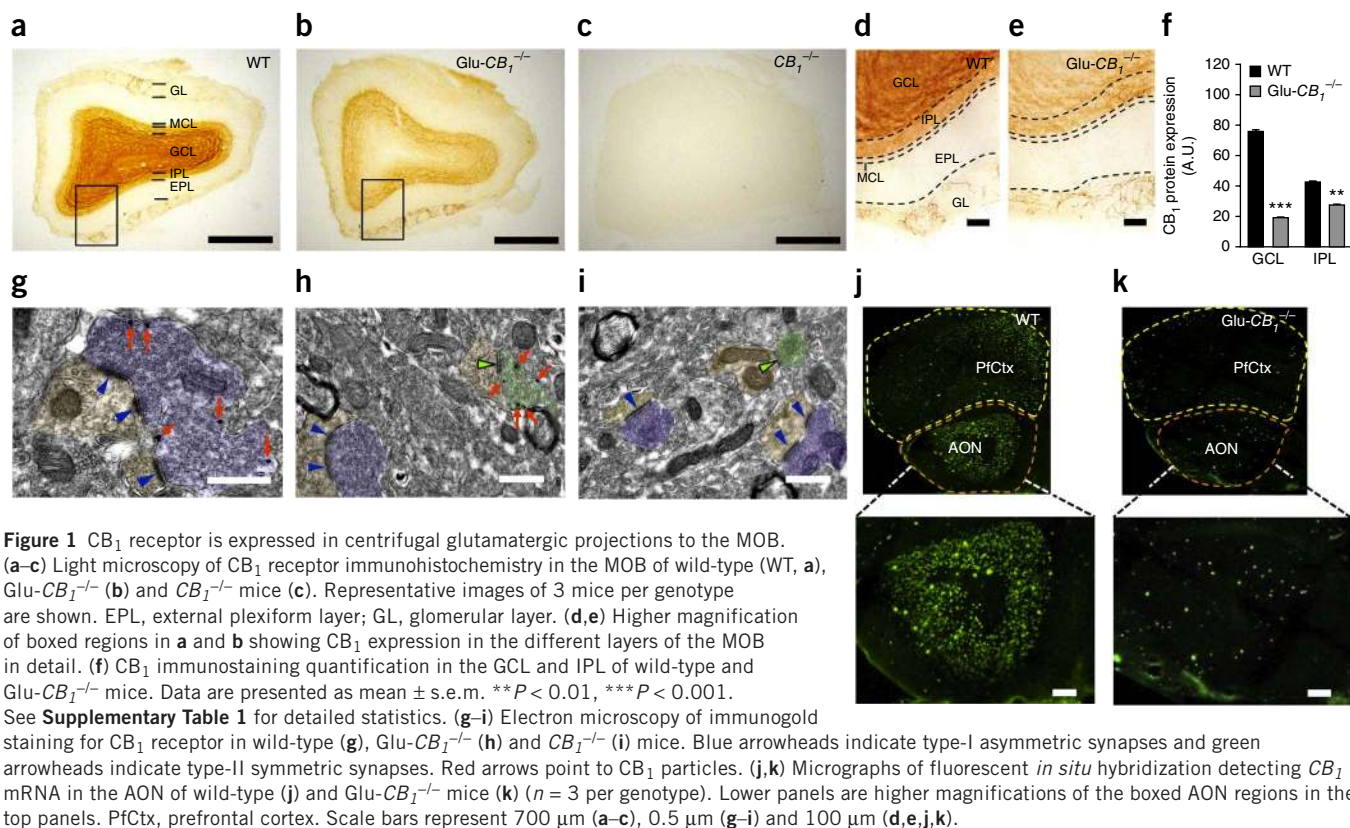 a
b
c
d
e
f
WT
Glu-CB₁⁻/⁻
CB₁⁻/⁻
WT
Glu-CB₁⁻/⁻
GL
MCL
GCL
IPL
EPL
GCL
IPL
EPL
MCL
GL
WT
Glu-CB₁⁻/⁻
CB₁ protein expression
(A.U.)
120
100
80
60
40
20
0
***
**
GCL
IPL
g
h
i
j
k
WT
PfCtx
AON
Glu-CB₁⁻/⁻
PfCtx
AON
Figure 1 CB₁ receptor is expressed in centrifugal glutamatergic projections to the MOB.
(a–c) Light microscopy of CB₁ receptor immunohistochemistry in the MOB of wild-type (WT, a),
Glu-CB₁⁻/⁻ (b) and CB₁⁻/⁻ mice (c). Representative images of 3 mice per genotype
are shown. EPL, external plexiform layer; GL, glomerular layer. (d,e) Higher magnification
of boxed regions in a and b showing CB₁ expression in the different layers of the MOB
in detail. (f) CB₁ immunostaining quantification in the GCL and IPL of wild-type and
Glu-CB₁⁻/⁻ mice. Data are presented as mean ± s.e.m. **P < 0.01, ***P < 0.001.
See Supplementary Table 1 for detailed statistics. (g–i) Electron microscopy of immunogold
staining for CB₁ receptor in wild-type (g), Glu-CB₁⁻/⁻ (h) and CB₁⁻/⁻ (i) mice. Blue arrowheads indicate type-I asymmetric synapses and green
arrowheads indicate type-II symmetric synapses. Red arrows point to CB₁ particles. (j,k) Micrographs of fluorescent in situ hybridization detecting CB₁
mRNA in the AON of wild-type (j) and Glu-CB₁⁻/⁻ mice (k) (n = 3 per genotype). Lower panels are higher magnifications of the boxed AON regions in the
top panels. PfCtx, prefrontal cortex. Scale bars represent 700 μm (a–c), 0.5 μm (g–i) and 100 μm (d,e,j,k).